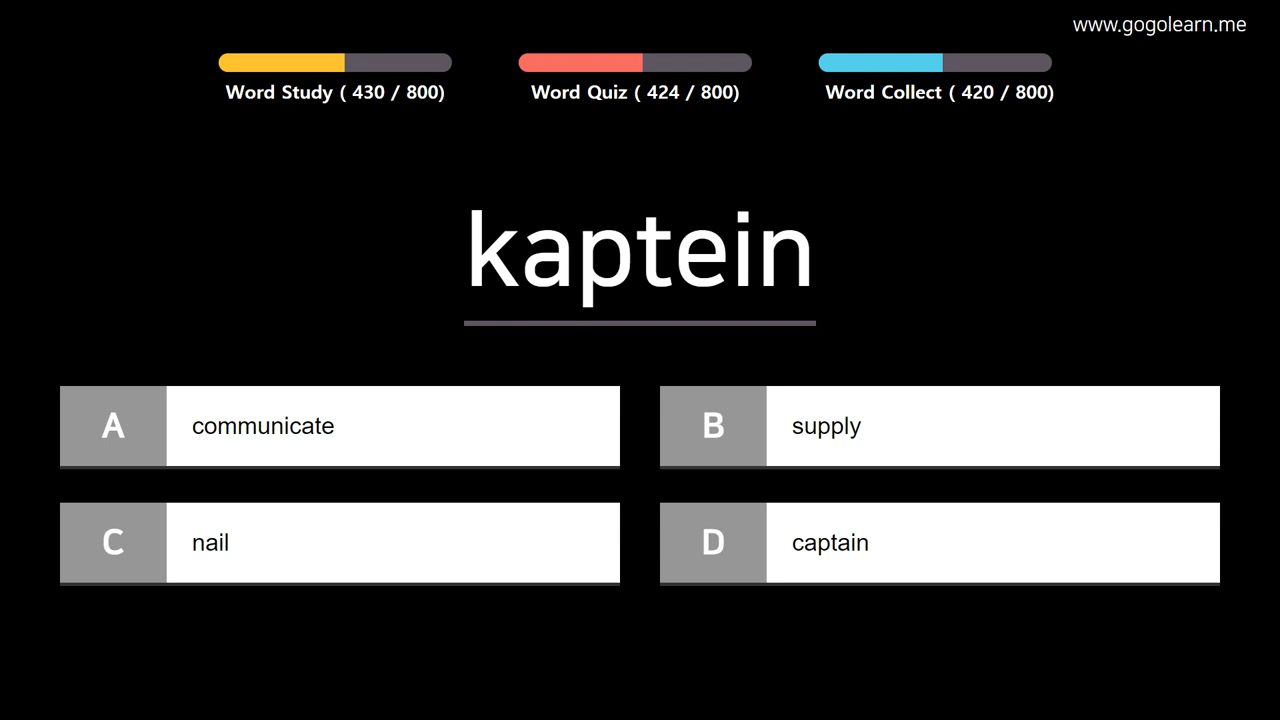 www.gogolearn.me
Word Study ( 430 / 800)
Word Quiz ( 424 / 800)
Word Collect ( 420 / 800)
kaptein
A communicate
B supply
C nail
D captain